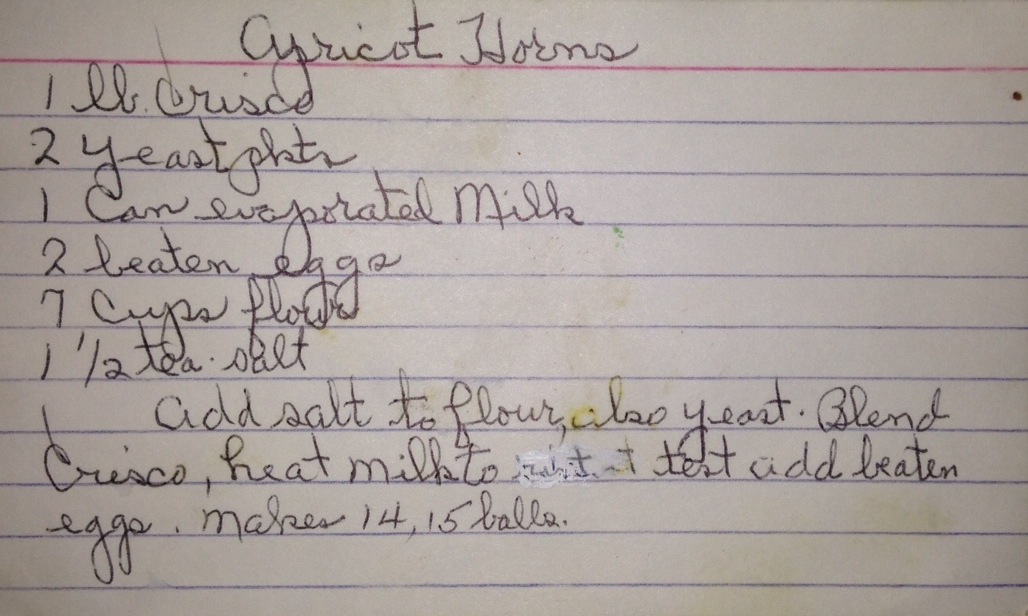 Apricot Horns
1 lb. Crisco
2 yeast pkts
1 Can evaporated Milk
2 beaten eggs
7 Cups flour
1 1/2 tea. salt
Add salt to flour, also yeast. Blend
Crisco, heat milk to test add beaten
eggs. Makes 14, 15 balls.